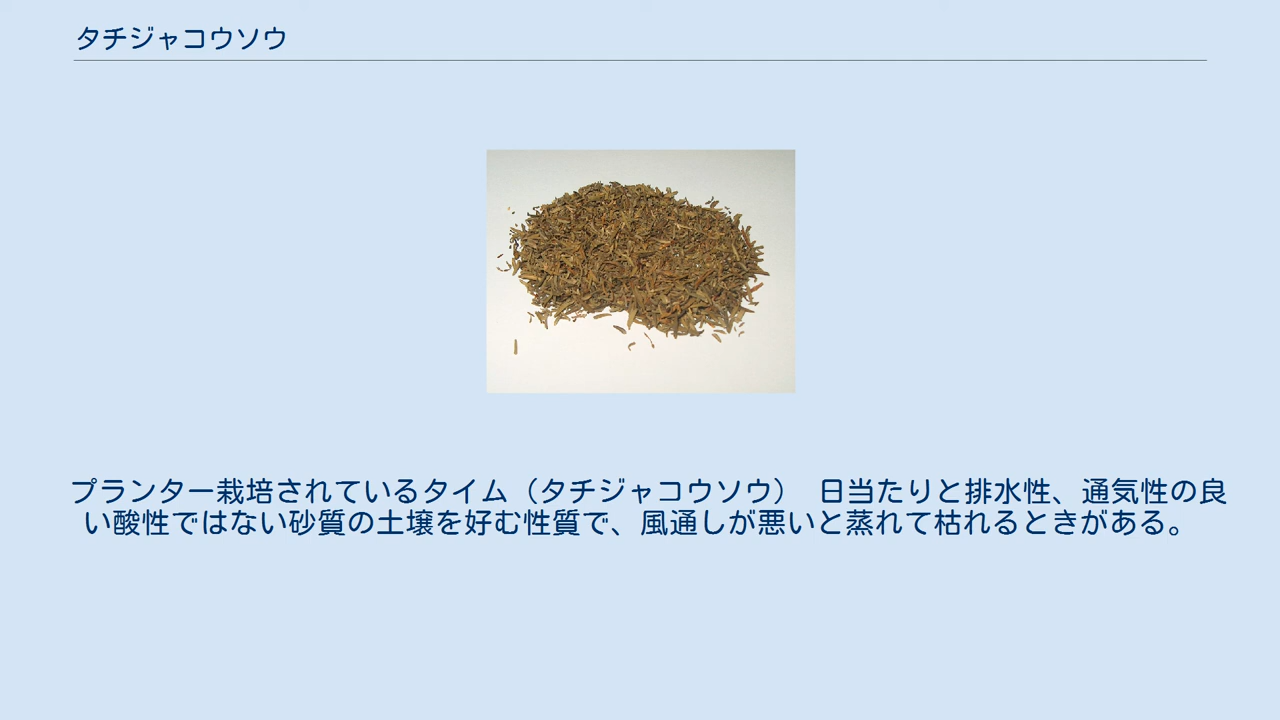 タチジャコウソウ
プランター栽培されているタイム（タチジャコウソウ） 日当たりと排水性、通気性の良
い酸性ではない砂質の土壌を好む性質で、風通しが悪いと蒸れて枯れるときがある。